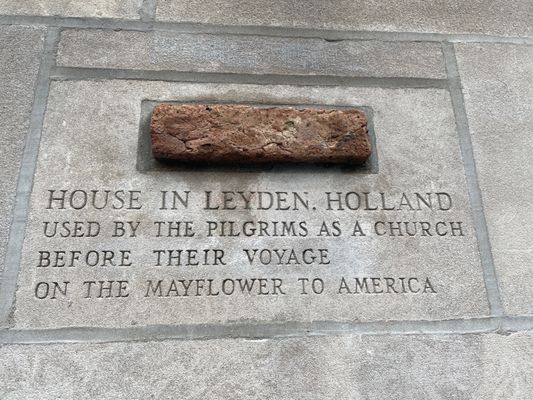 HOUSE IN LEYDEN, HOLLAND
USED BY THE PILGRIMS AS A CHURCH
BEFORE THEIR VOYAGE
ON THE MAYFLOWER TO AMERICA